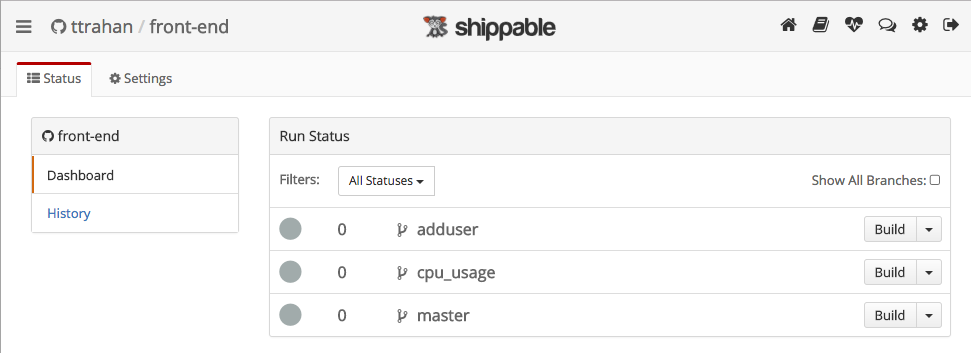 ttrahan / front-end
shippable
Status
Settings
front-end
Dashboard
History
Run Status
Filters: All Statuses
Show All Branches:
0 adduser Build
0 cpu_usage Build
0 master Build